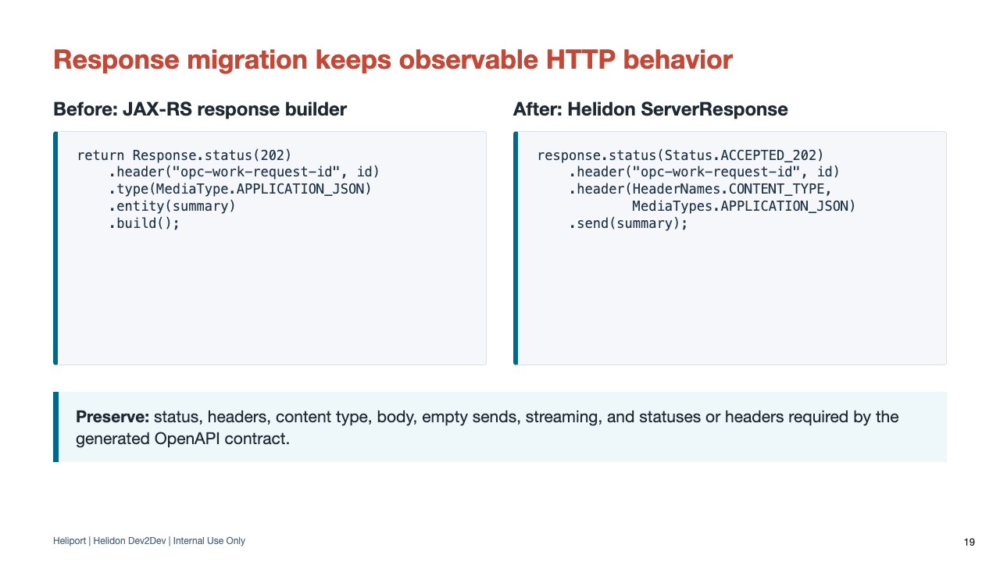 Response migration keeps observable HTTP behavior
Before: JAX-RS response builder
return Response.status(202)
    .header("opc-work-request-id", id)
    .type(MediaType.APPLICATION_JSON)
    .entity(summary)
    .build();
After: Helidon ServerResponse
response.status(Status.ACCEPTED_202)
    .header("opc-work-request-id", id)
    .header(HeaderNames.CONTENT_TYPE,
            MediaTypes.APPLICATION_JSON)
    .send(summary);
Preserve: status, headers, content type, body, empty sends, streaming, and statuses or headers required by the
generated OpenAPI contract.
Heliport | Helidon Dev2Dev | Internal Use Only
19